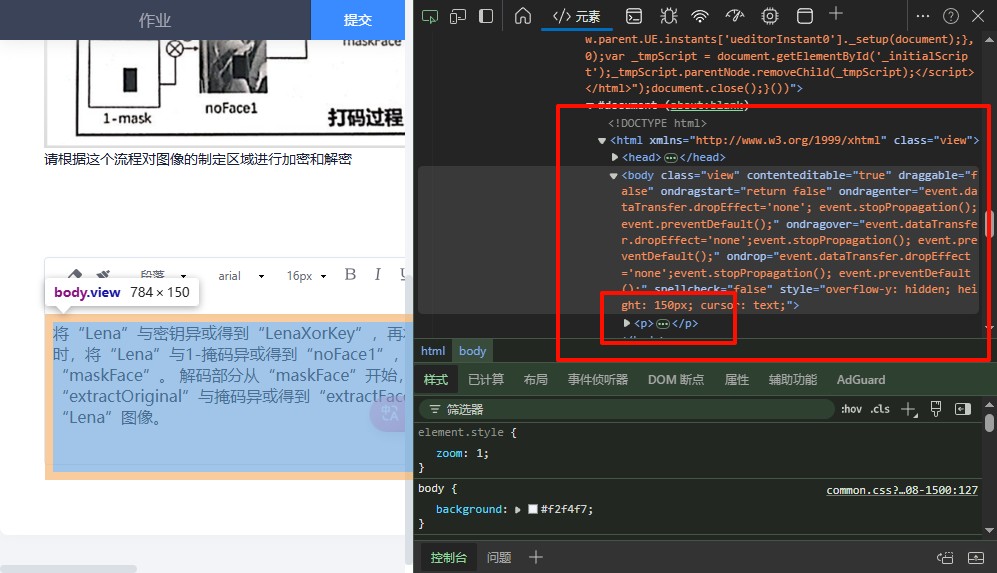 作业
提交
1-mask
noFace1
maskFace
打码过程
请根据这个流程对图像的制定区域进行加密和解密
段落
arial
16px
B
I
U
body.view 784 × 150
将“Lena”与密钥异或得到“LenaXorKey”，再
时，将“Lena”与1-掩码异或得到“noFace1”，
“maskFace”。 解码部分从“maskFace”开始，
“extractOriginal”与掩码异或得到“extractFac
“Lena”图像。
</> 元素
w.parent.UE.instants['ueditorInstant0']._setup(document);},
0);var _tmpScript = document.getElementById('_initialScrip
t');_tmpScript.parentNode.removeChild(_tmpScript);</script>
</html>");document.close();}())">
#document (about:blank)
<!DOCTYPE html>
<html xmlns="http://www.w3.org/1999/xhtml" class="view">
<head>…</head>
<body class="view" contenteditable="true" draggable="f
alse" ondragstart="return false" ondragenter="event.da
taTransfer.dropEffect='none'; event.stopPropagation();
event.preventDefault();" ondragover="event.dataTransfe
r.dropEffect='none';event.stopPropagation(); event.pre
ventDefault();" ondrop="event.dataTransfer.dropEffect
='none';event.stopPropagation(); event.preventDefault
();" spellcheck="false" style="overflow-y: hidden; hei
ght: 150px; cursor: text;">
<p>…</p>
html body
样式 已计算 布局 事件侦听器 DOM 断点 属性 辅助功能 AdGuard
筛选器 :hov .cls
element.style {
zoom: 1;
}
body { common.css?…08-1500:127
background: #f2f4f7;
}
控制台 问题